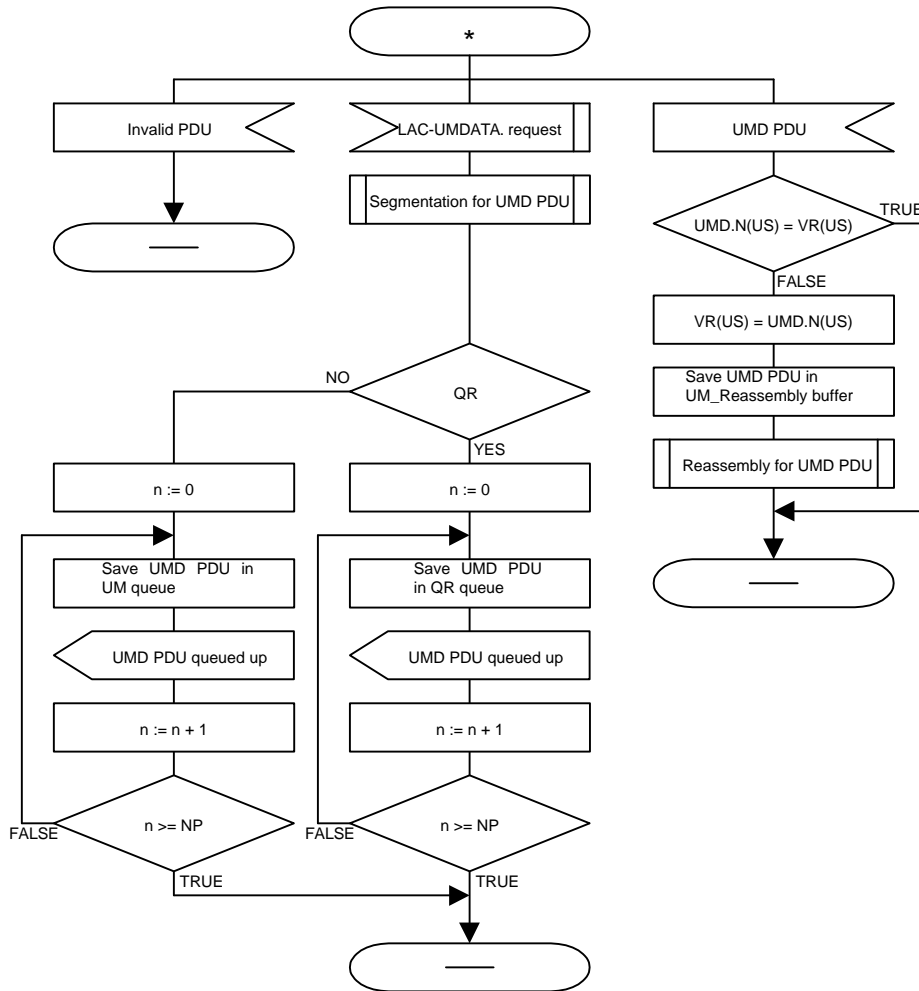 *
Invalid PDU
LAC-UMDATA. request
UMD PDU
Segmentation for UMD PDU
UMD.N(US) = VR(US)
TRUE
FALSE
VR(US) = UMD.N(US)
Save UMD PDU in
UM_Reassembly buffer
Reassembly for UMD PDU
QR
NO
YES
n := 0
n := 0
Save UMD PDU in
UM queue
Save UMD PDU
in QR queue
UMD PDU queued up
UMD PDU queued up
n := n + 1
n := n + 1
n >= NP
n >= NP
FALSE
FALSE
TRUE
TRUE